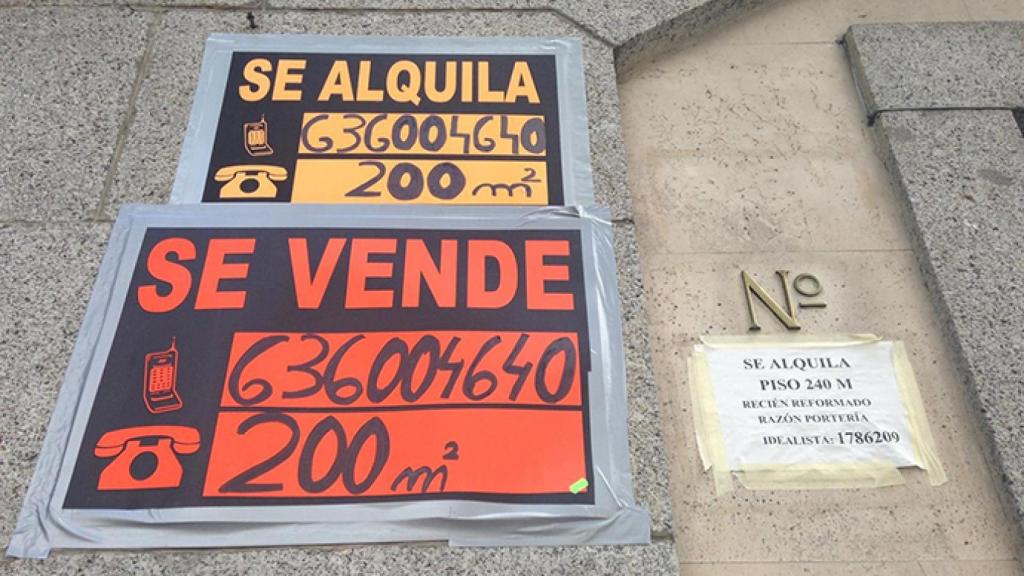 SE ALQUILA
636004640
200 m²
SE VENDE
636004640
200 m²
Nº
SE ALQUILA
PISO 240 M
RECIÉN REFORMADO
RAZÓN PORTERÍA
IDEALISTA: 1786209